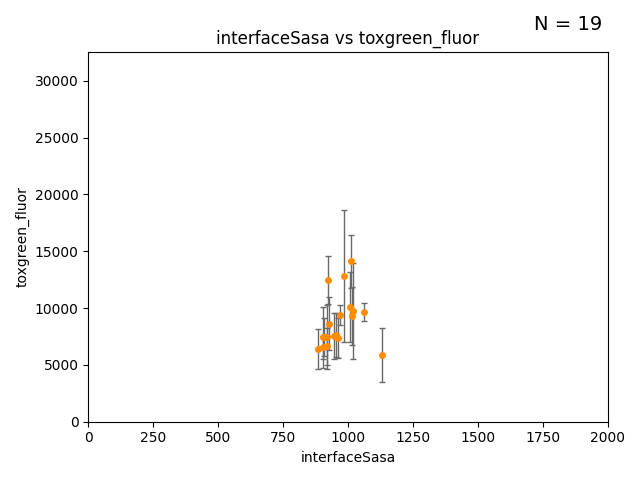 N = 19
interfaceSasa vs toxgreen_fluor
30000
25000
20000
15000
10000
5000
0
toxgreen_fluor
0 250 500 750 1000 1250 1500 1750 2000
interfaceSasa